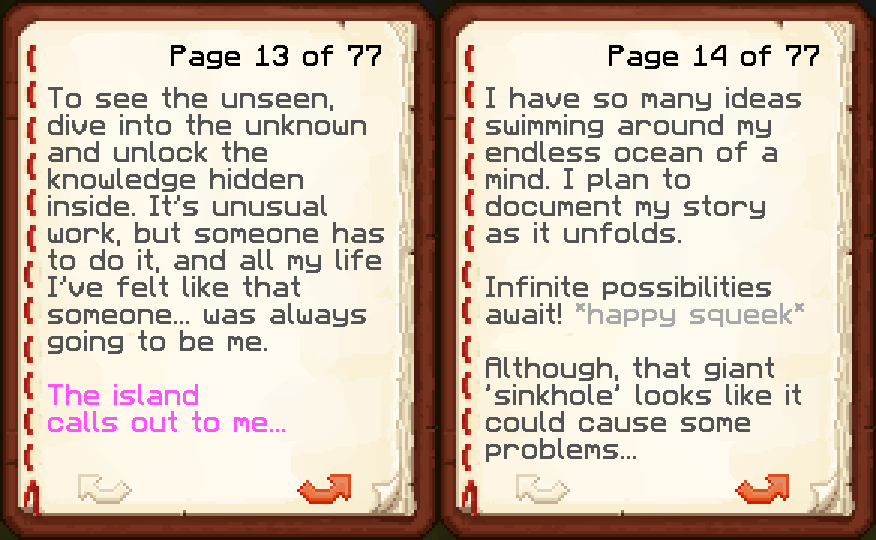 Page 13 of 77
To see the unseen,
dive into the unknown
and unlock the
knowledge hidden
inside. It's unusual
work, but someone has
to do it, and all my life
I've felt like that
someone... was always
going to be me.
The island
calls out to me...
Page 14 of 77
I have so many ideas
swimming around my
endless ocean of a
mind. I plan to
document my story
as it unfolds.
Infinite possibilities
await! *happy squeek*
Although, that giant
'sinkhole' looks like it
could cause some
problems...